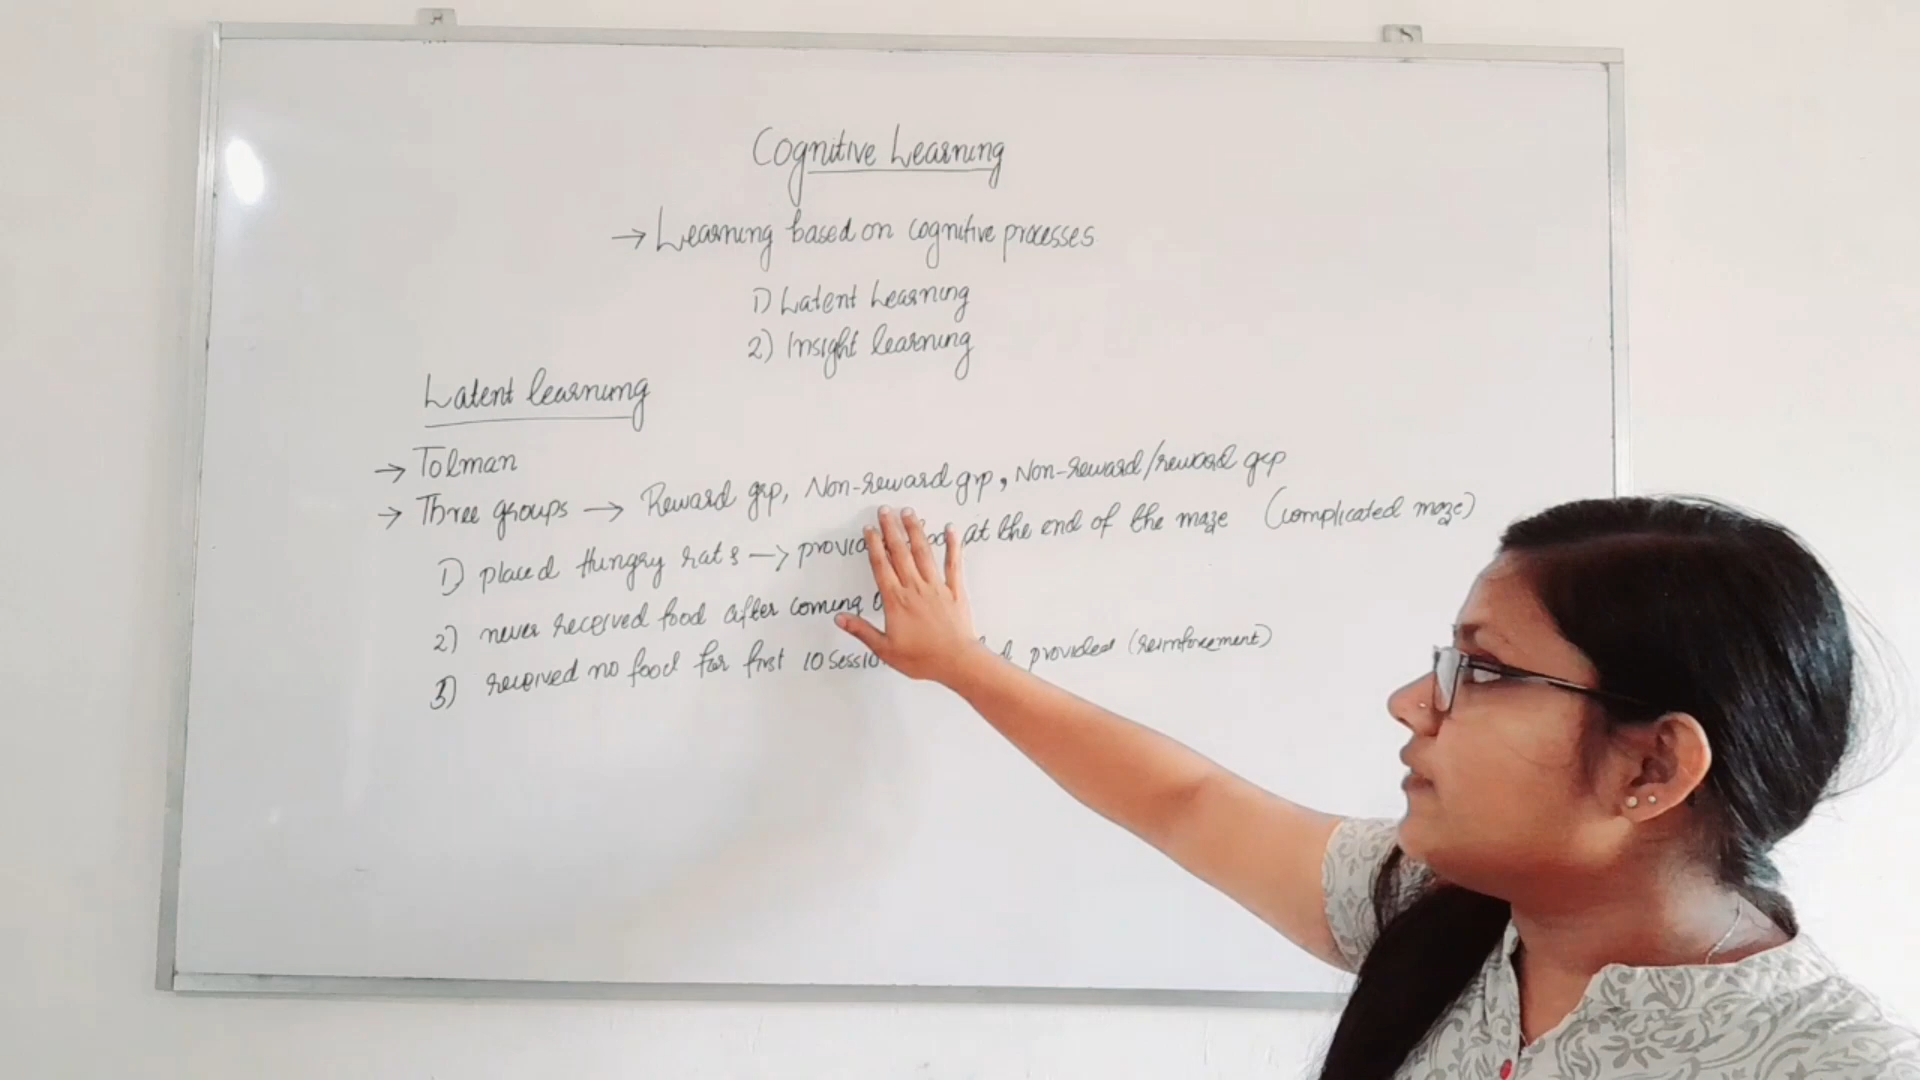 Cognitive Learning
→ Learning based on cognitive processes
1) Latent Learning
2) Insight learning
Latent learning
→ Tolman
→ Three groups → Reward grp, Non-reward grp, Non-reward/reward grp
1) placed Hungry rats → at the end of the maze (complicated maze)
2) never received food after coming
3) received no food for first 10 provided (reinforcement)